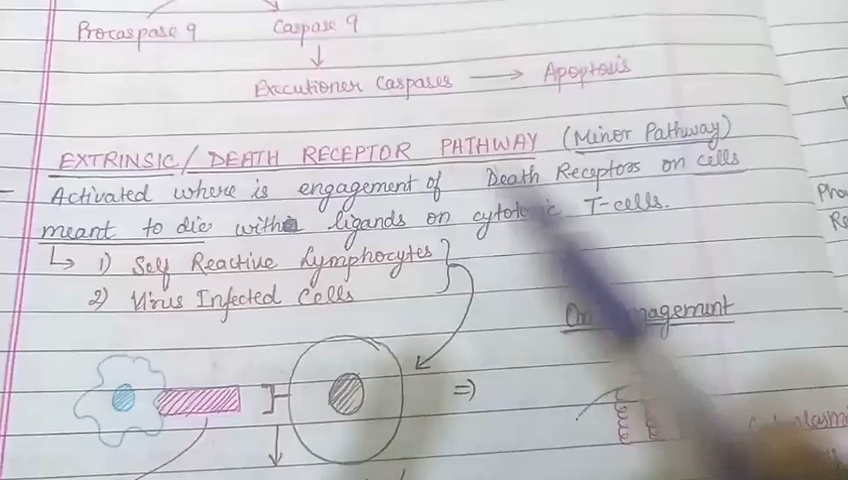 Procaspase 9 Caspase 9
Executioner Caspases → Apoptosis
EXTRINSIC / DEATH RECEPTOR PATHWAY (Minor Pathway)
Activated where is engagement of Death Receptors on cells
meant to die with ligands on cytotoxic T-cells.
↳ 1) Self Reactive Lymphocytes
2) Virus Infected Cells
On engagement